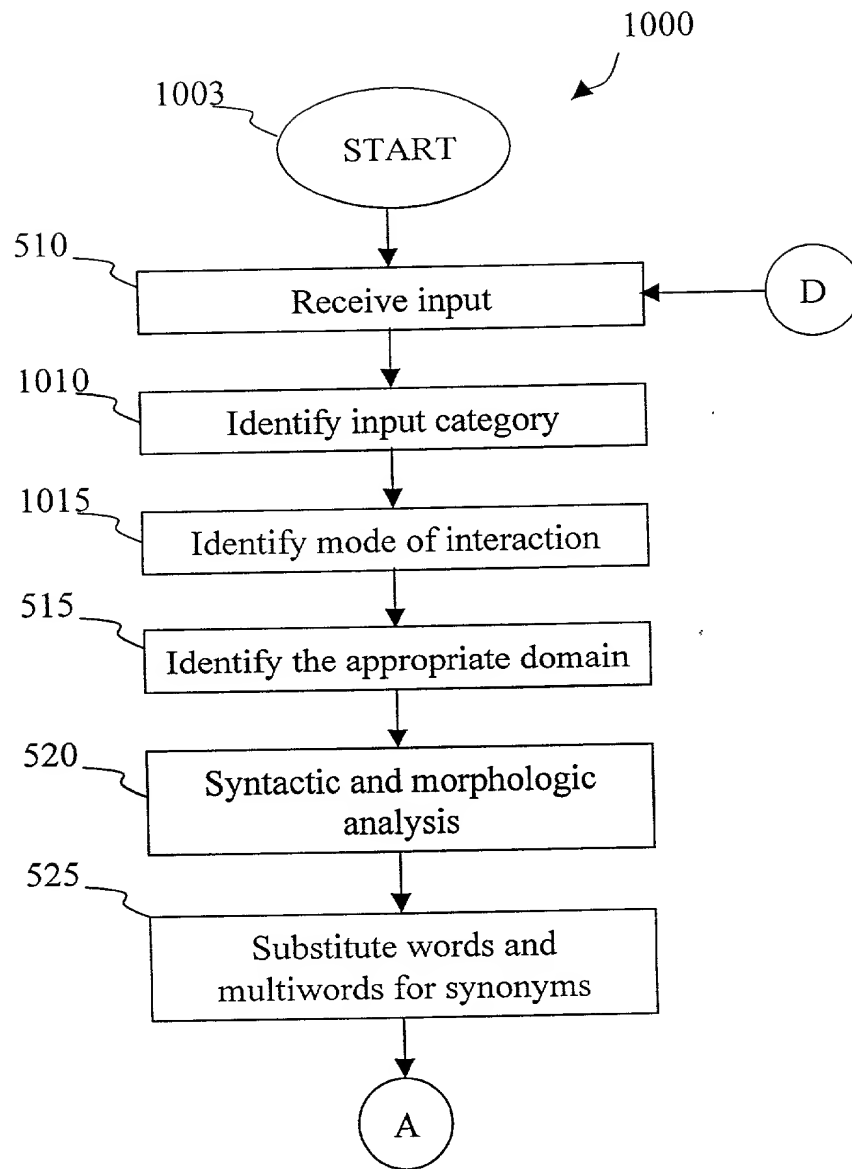 1000
1003
START
510
Receive input
D
1010
Identify input category
1015
Identify mode of interaction
515
Identify the appropriate domain
520
Syntactic and morphologic
analysis
525
Substitute words and
multiwords for synonyms
A